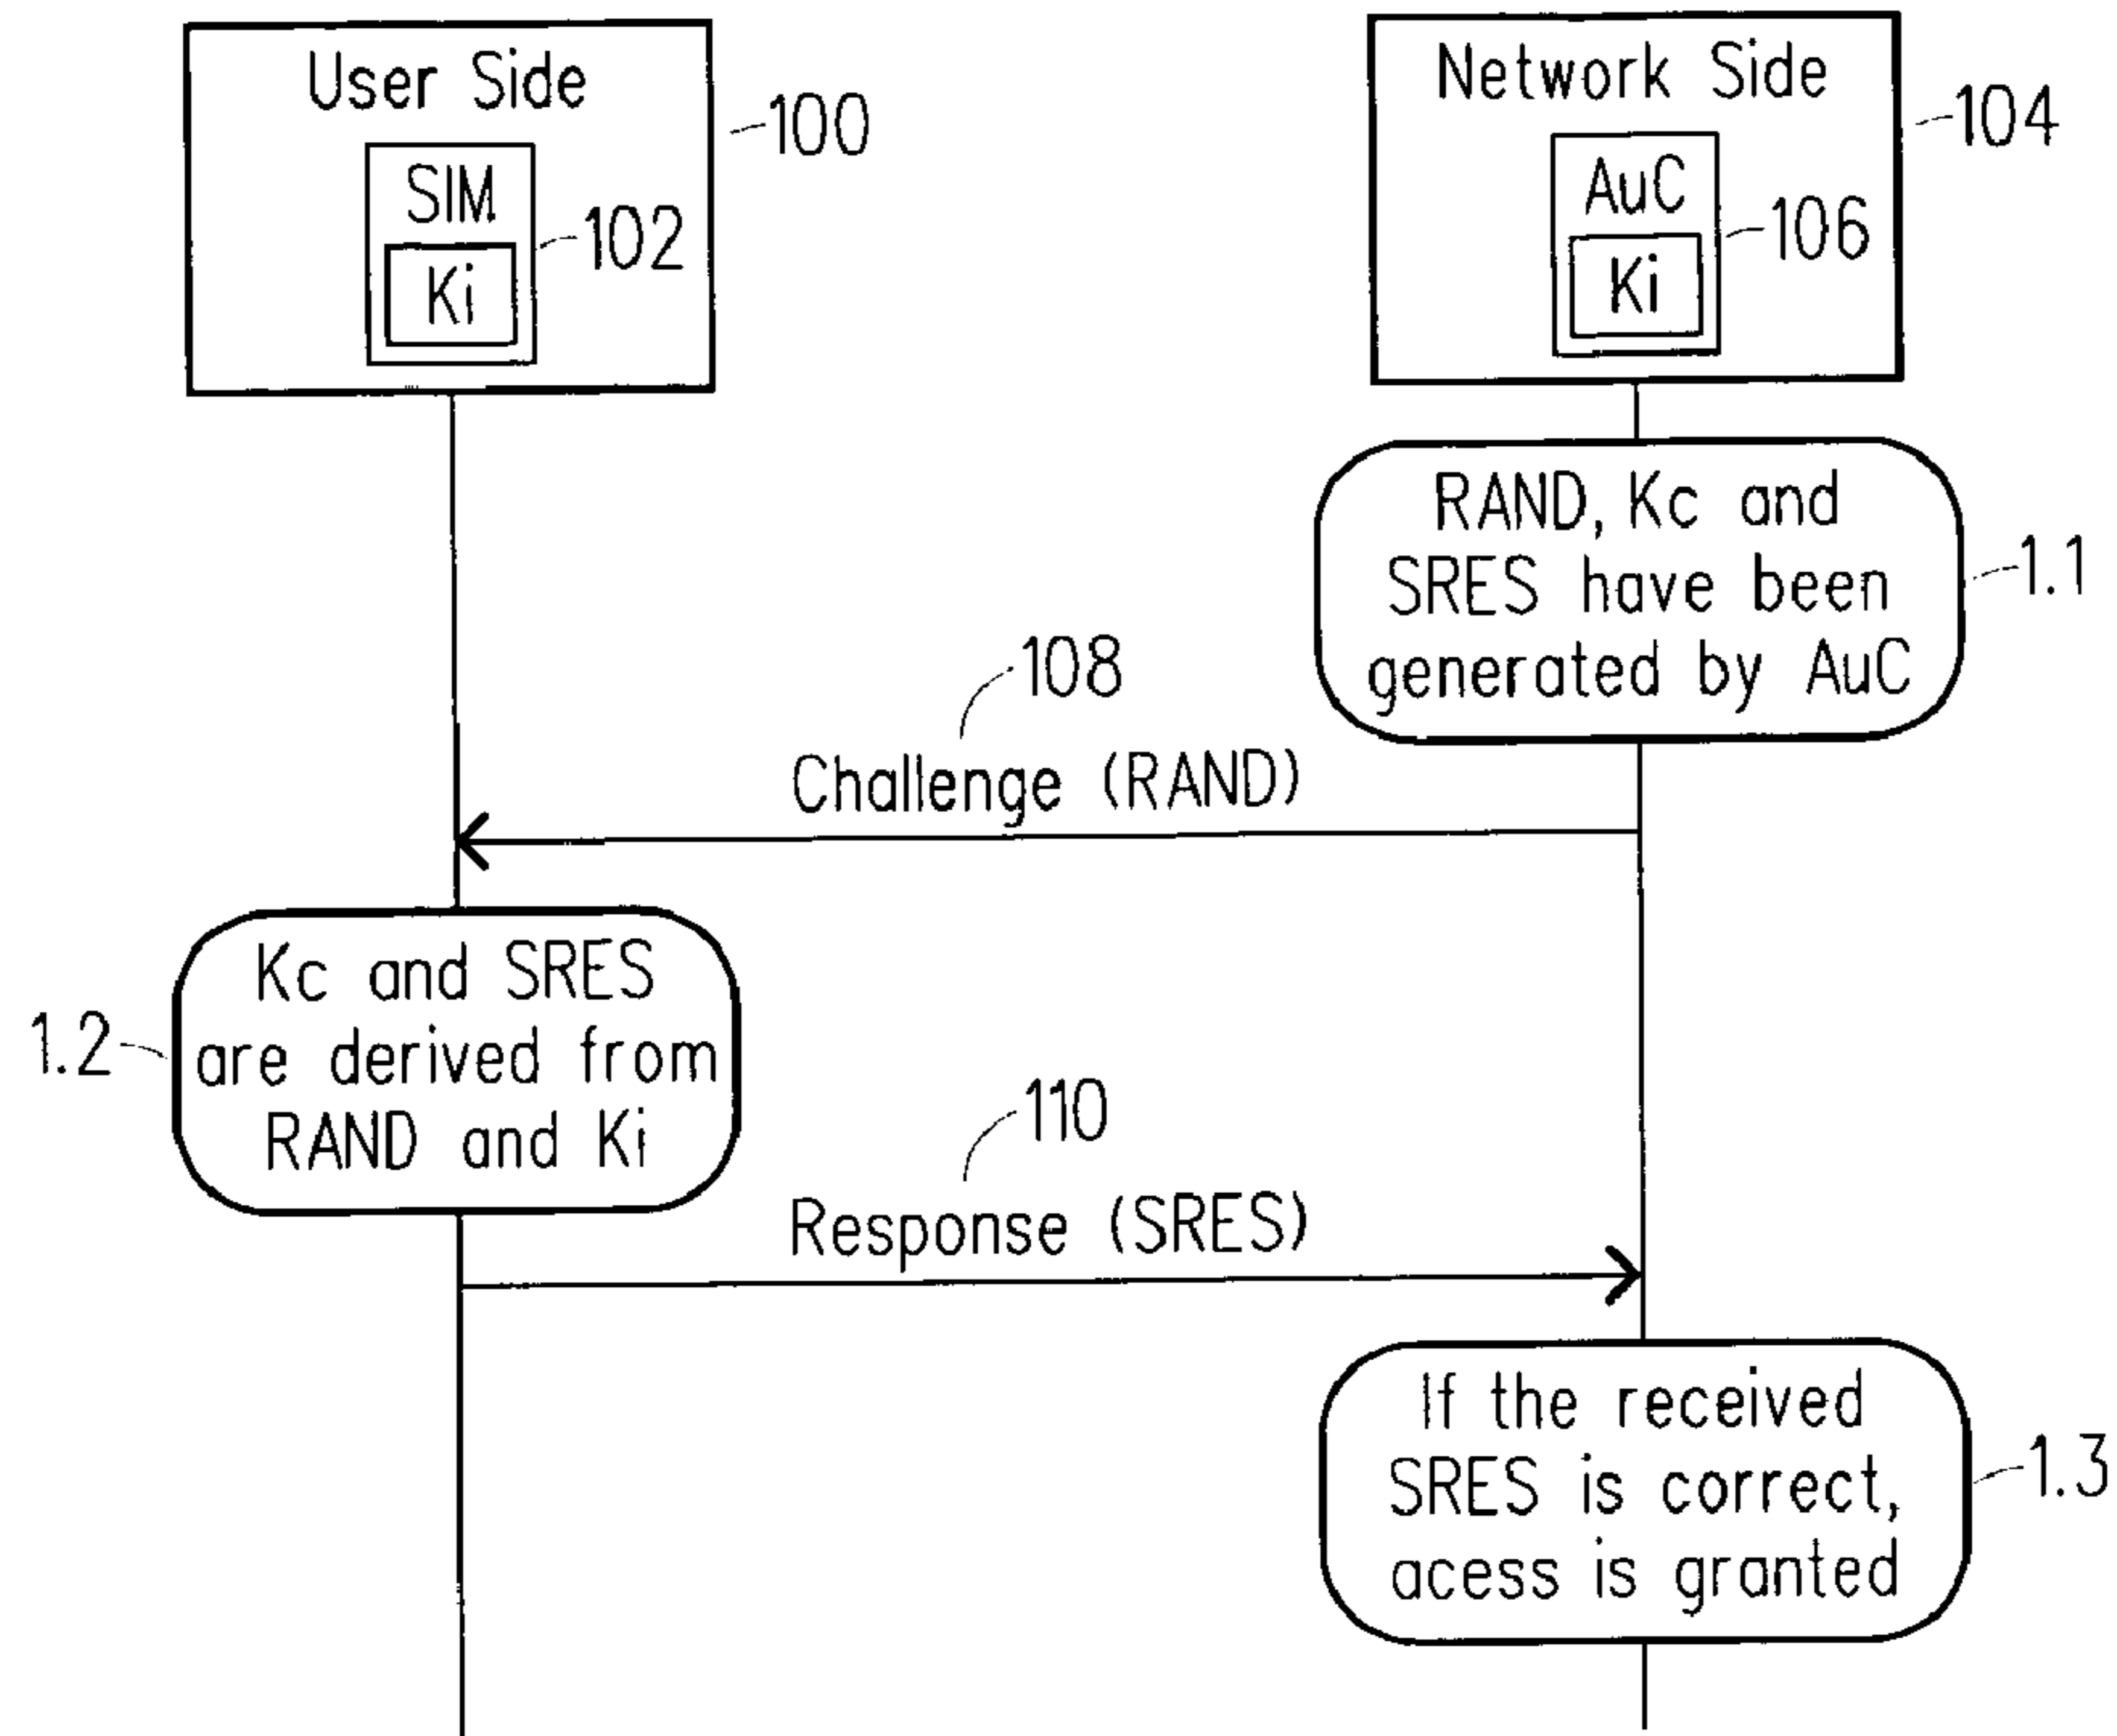 User Side
100
SIM
102
Ki
Network Side
104
AuC
106
Ki
RAND, Kc and
SRES have been
generated by AuC
1.1
108
Challenge (RAND)
Kc and SRES
are derived from
RAND and Ki
1.2
110
Response (SRES)
If the received
SRES is correct,
acess is granted
1.3